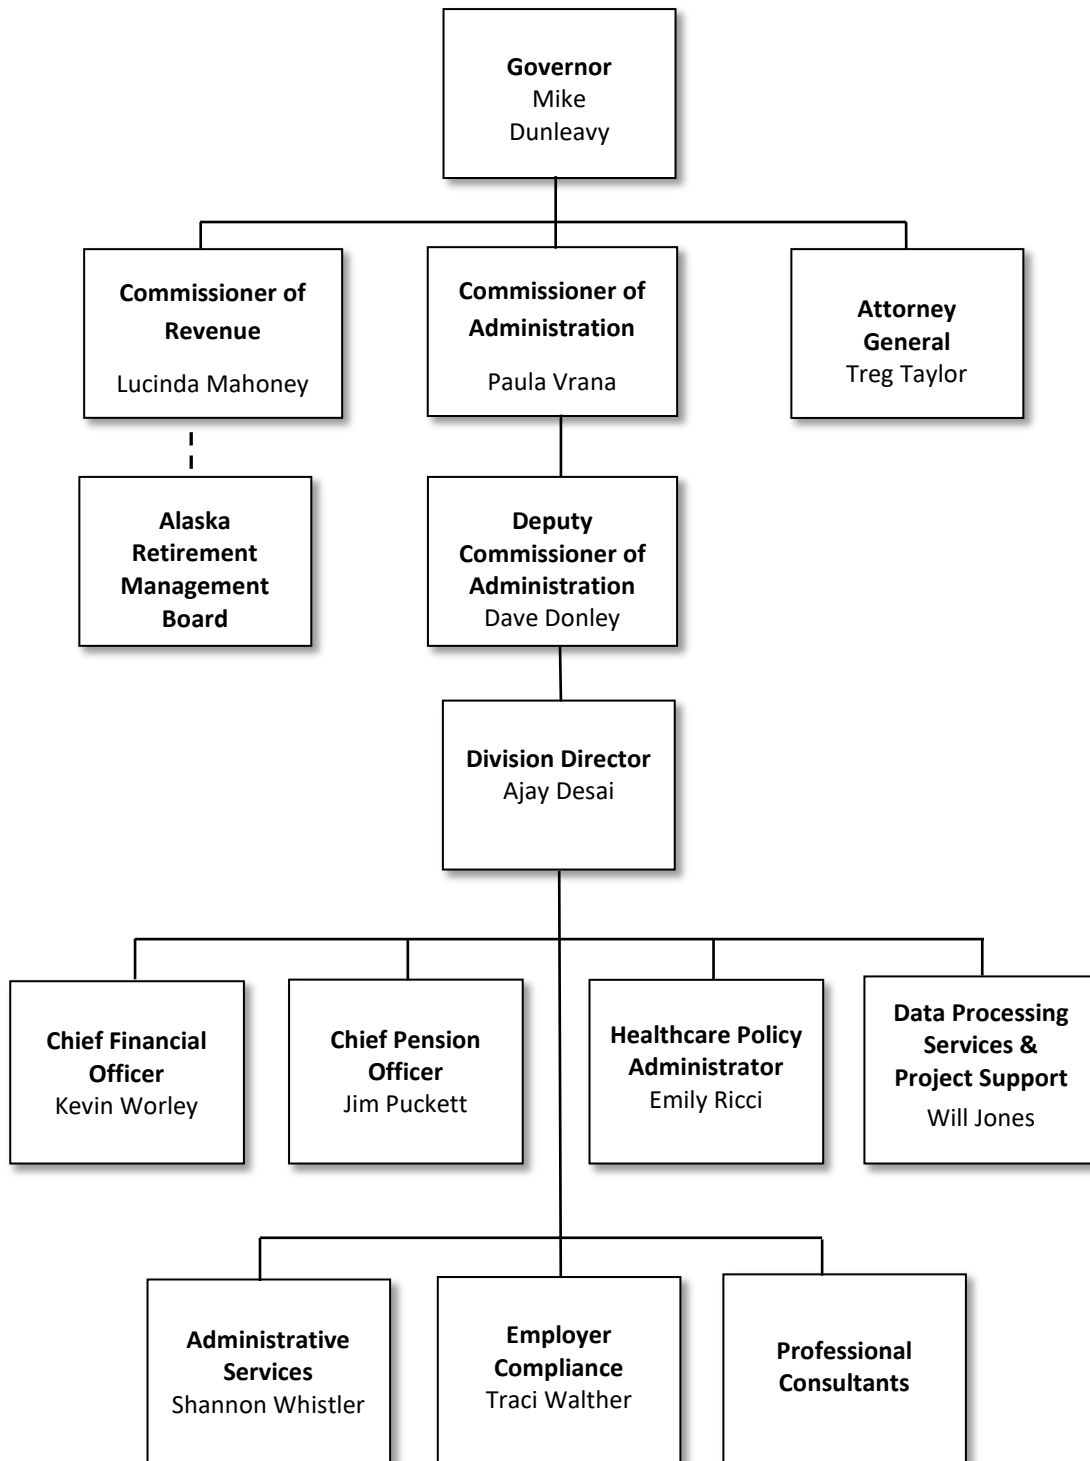 Governor
Mike
Dunleavy
Commissioner of
Revenue
Lucinda Mahoney
Commissioner of
Administration
Paula Vrana
Attorney
General
Treg Taylor
Alaska
Retirement
Management
Board
Deputy
Commissioner of
Administration
Dave Donley
Division Director
Ajay Desai
Chief Financial
Officer
Kevin Worley
Chief Pension
Officer
Jim Puckett
Healthcare Policy
Administrator
Emily Ricci
Data Processing
Services &
Project Support
Will Jones
Administrative
Services
Shannon Whistler
Employer
Compliance
Traci Walther
Professional
Consultants